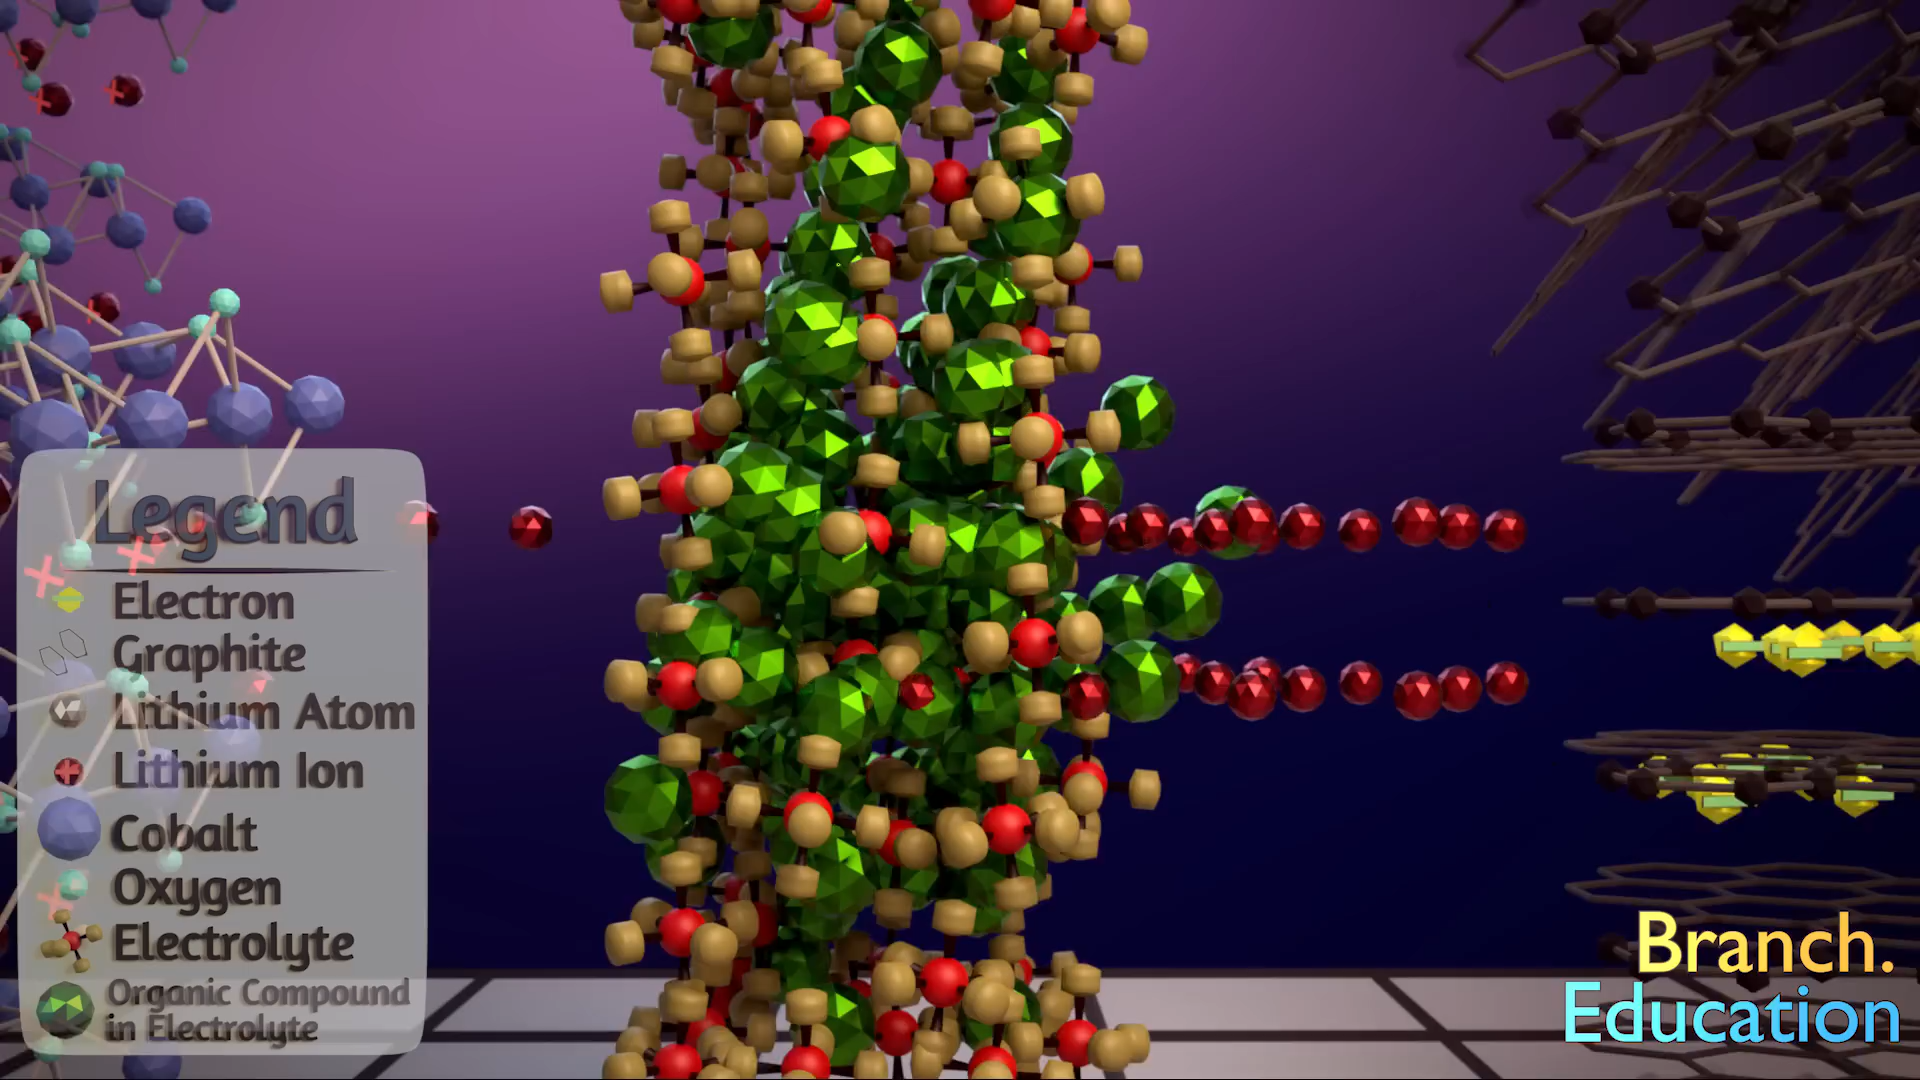 Legend
Electron
Graphite
Lithium Atom
Lithium Ion
Cobalt
Oxygen
Electrolyte
Organic Compound
in Electrolyte
Branch.
Education